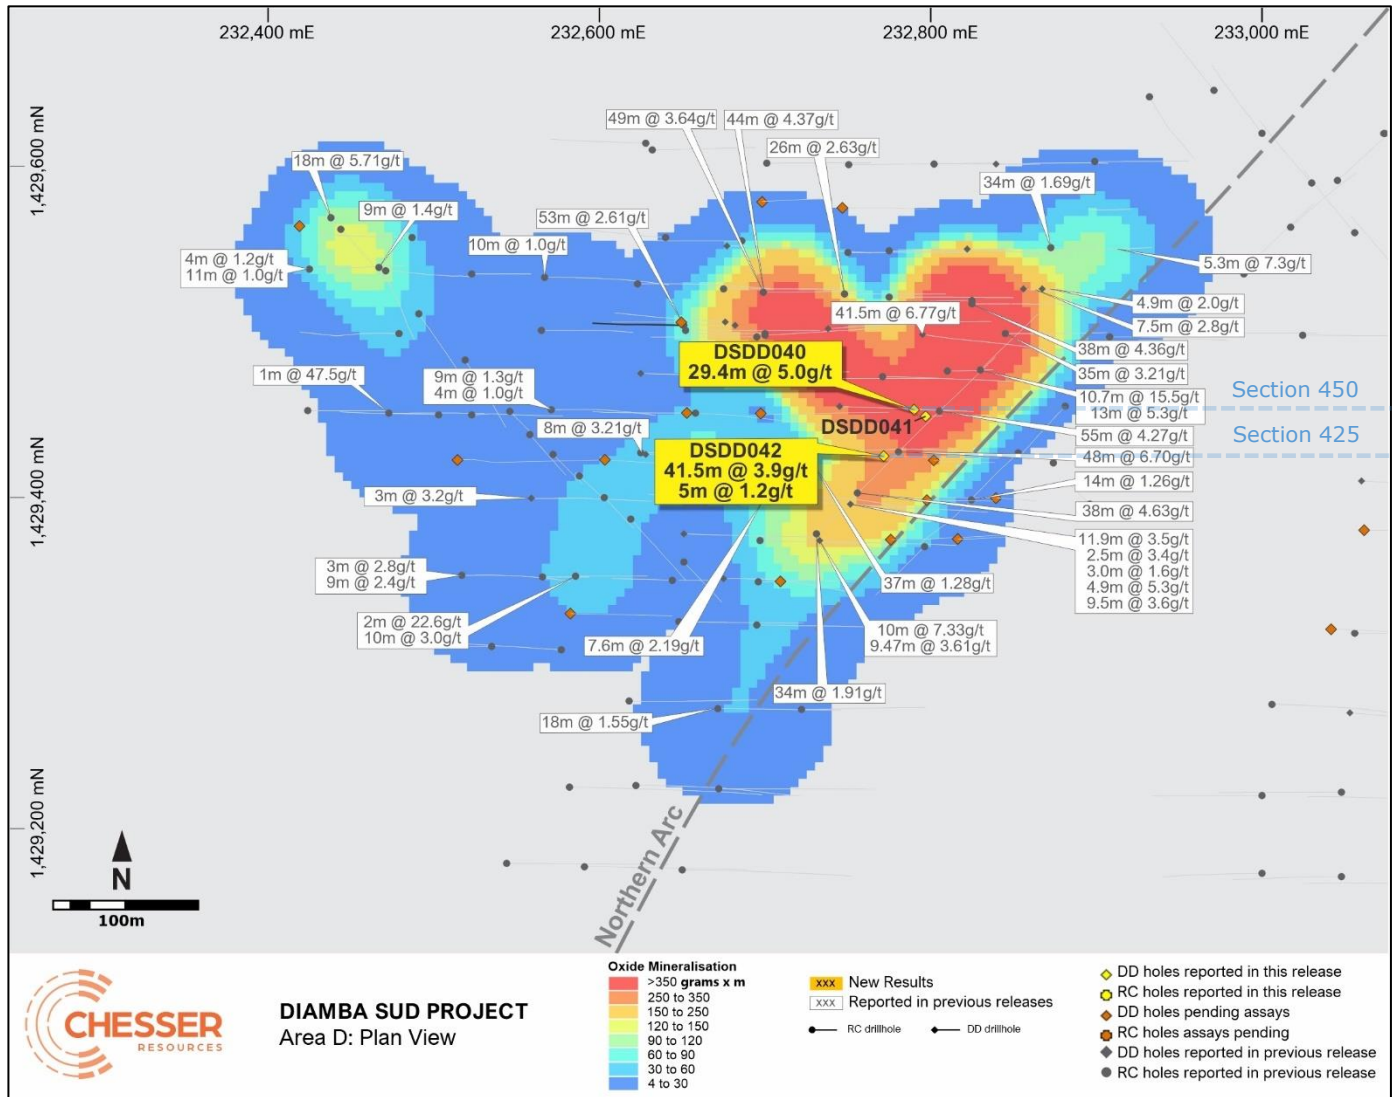 232,400 mE
232,600 mE
232,800 mE
233,000 mE
1,429,600 mN
1,429,400 mN
1,429,200 mN
49m @ 3.64g/t
44m @ 4.37g/t
26m @ 2.63g/t
18m @ 5.71g/t
34m @ 1.69g/t
9m @ 1.4g/t
53m @ 2.61g/t
10m @ 1.0g/t
4m @ 1.2g/t
11m @ 1.0g/t
5.3m @ 7.3g/t
4.9m @ 2.0g/t
7.5m @ 2.8g/t
41.5m @ 6.77g/t
38m @ 4.36g/t
DSDD040
29.4m @ 5.0g/t
35m @ 3.21g/t
1m @ 47.5g/t
9m @ 1.3g/t
4m @ 1.0g/t
10.7m @ 15.5g/t
13m @ 5.3g/t
Section 450
DSDD041
8m @ 3.21g/t
55m @ 4.27g/t
Section 425
DSDD042
41.5m @ 3.9g/t
5m @ 1.2g/t
48m @ 6.70g/t
14m @ 1.26g/t
3m @ 3.2g/t
38m @ 4.63g/t
11.9m @ 3.5g/t
2.5m @ 3.4g/t
3.0m @ 1.6g/t
4.9m @ 5.3g/t
9.5m @ 3.6g/t
3m @ 2.8g/t
9m @ 2.4g/t
37m @ 1.28g/t
2m @ 22.6g/t
10m @ 3.0g/t
7.6m @ 2.19g/t
10m @ 7.33g/t
9.47m @ 3.61g/t
34m @ 1.91g/t
18m @ 1.55g/t
Northern Arc
N
100m
CHESSER
RESOURCES
DIAMBA SUD PROJECT
Area D: Plan View
Oxide Mineralisation
>350 grams x m
250 to 350
150 to 250
120 to 150
90 to 120
60 to 90
30 to 60
4 to 30
xxx New Results
xxx Reported in previous releases
RC drillhole
DD drillhole
DD holes reported in this release
RC holes reported in this release
DD holes pending assays
RC holes assays pending
DD holes reported in previous release
RC holes reported in previous release